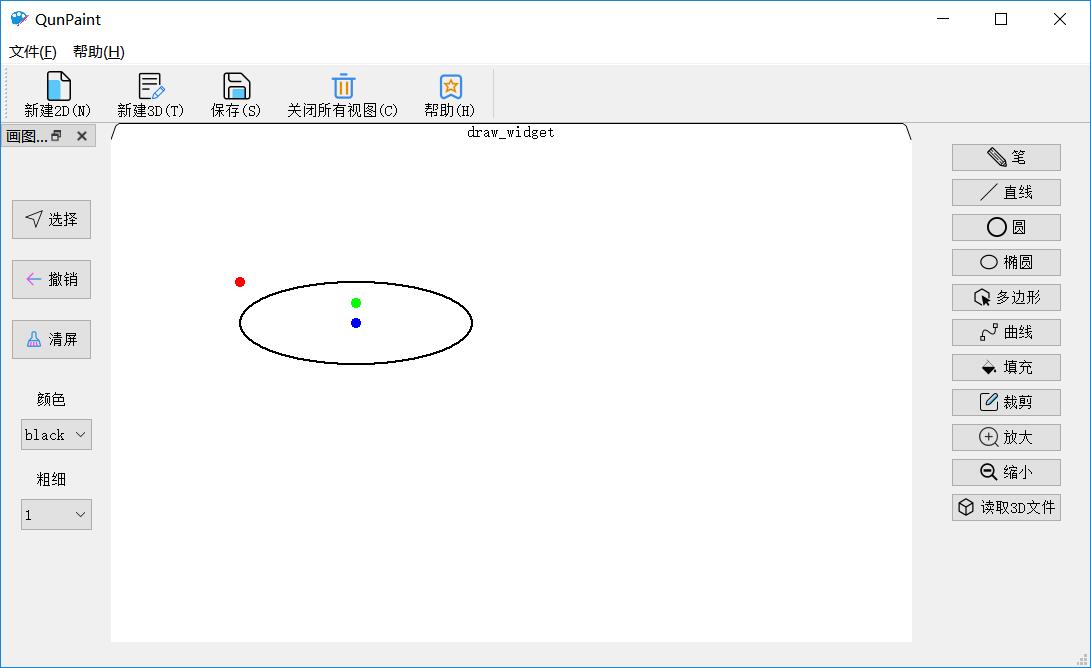 QunPaint
文件(F) 帮助(H)
新建2D(N) 新建3D(T) 保存(S) 关闭所有视图(C) 帮助(H)
画图...
draw_widget
选择
撤销
清屏
颜色
black
粗细
1
笔
直线
圆
椭圆
多边形
曲线
填充
裁剪
放大
缩小
读取3D文件